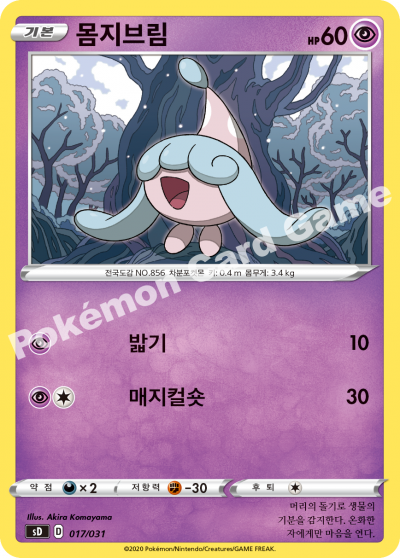 기본 몸지브림 HP60
전국도감 NO.856 차분포켓몬 키: 0.4 m 몸무게: 3.4 kg
Pokémon Card Game
밟기 10
매지컬숏 30
약점 ×2 저항력 -30 후퇴
Illus. Akira Komayama
sD D 017/031
머리의 돌기로 생물의
기분을 감지한다. 온화한
자에게만 마음을 연다.
©2020 Pokémon/Nintendo/Creatures/GAME FREAK.